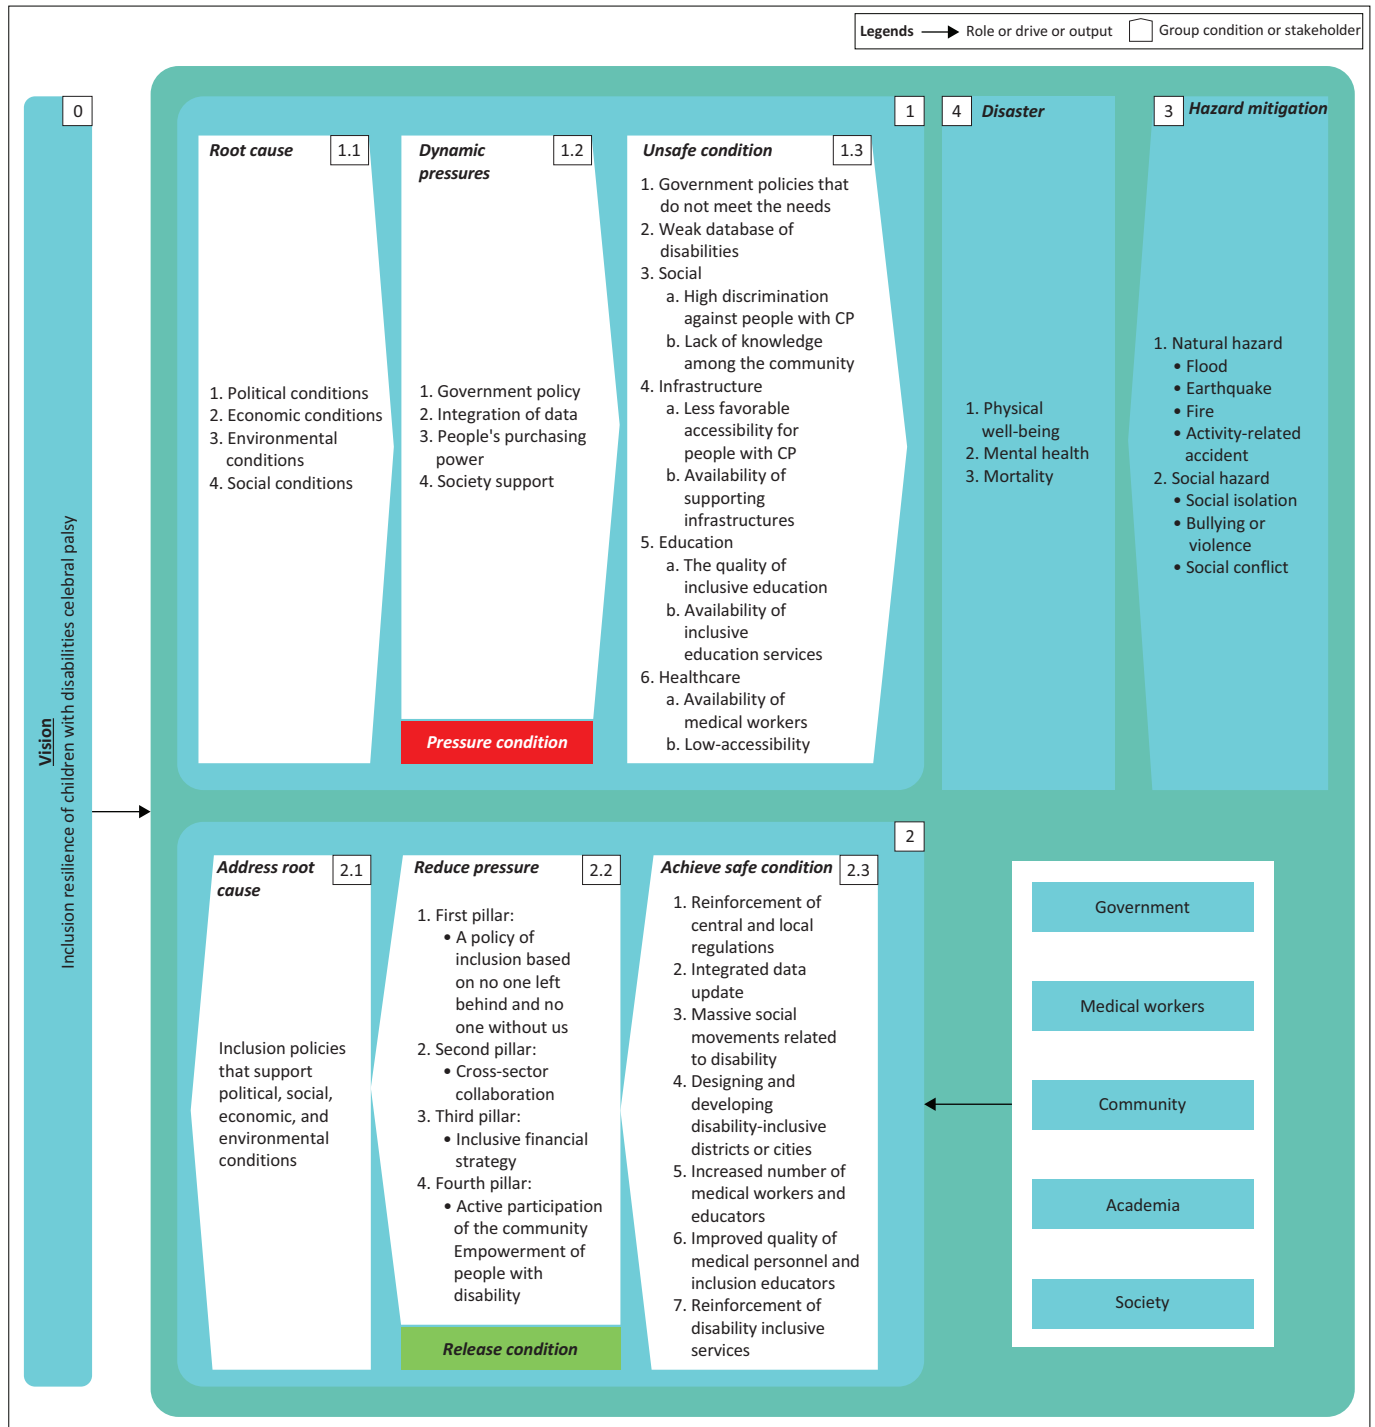 Legends
Role or drive or output
Group condition or stakeholder
0
Vision
Inclusion resilience of children with disabilities celebral palsy
1
Root cause
1.1
1. Political conditions
2. Economic conditions
3. Environmental
conditions
4. Social conditions
Dynamic
pressures
1.2
1. Government policy
2. Integration of data
3. People's purchasing
power
4. Society support
Pressure condition
Unsafe condition
1.3
1. Government policies that
do not meet the needs
2. Weak database of
disabilities
3. Social
a. High discrimination
against people with CP
b. Lack of knowledge
among the community
4. Infrastructure
a. Less favorable
accessibility for
people with CP
b. Availability of
supporting
infrastructures
5. Education
a. The quality of
inclusive education
b. Availability of
inclusive
education services
6. Healthcare
a. Availability of
medical workers
b. Low-accessibility
4
Disaster
1. Physical
well-being
2. Mental health
3. Mortality
3
Hazard mitigation
1. Natural hazard
• Flood
• Earthquake
• Fire
• Activity-related
accident
2. Social hazard
• Social isolation
• Bullying or
violence
• Social conflict
2
Address root
cause
2.1
Inclusion policies
that support
political, social,
economic, and
environmental
conditions
Reduce pressure
2.2
1. First pillar:
• A policy of
inclusion based
on no one left
behind and no
one without us
2. Second pillar:
• Cross-sector
collaboration
3. Third pillar:
• Inclusive financial
strategy
4. Fourth pillar:
• Active participation
of the community
Empowerment of
people with
disability
Release condition
Achieve safe condition
2.3
1. Reinforcement of
central and local
regulations
2. Integrated data
update
3. Massive social
movements related
to disability
4. Designing and
developing
disability-inclusive
districts or cities
5. Increased number of
medical workers and
educators
6. Improved quality of
medical personnel and
inclusion educators
7. Reinforcement of
disability inclusive
services
Government
Medical workers
Community
Academia
Society